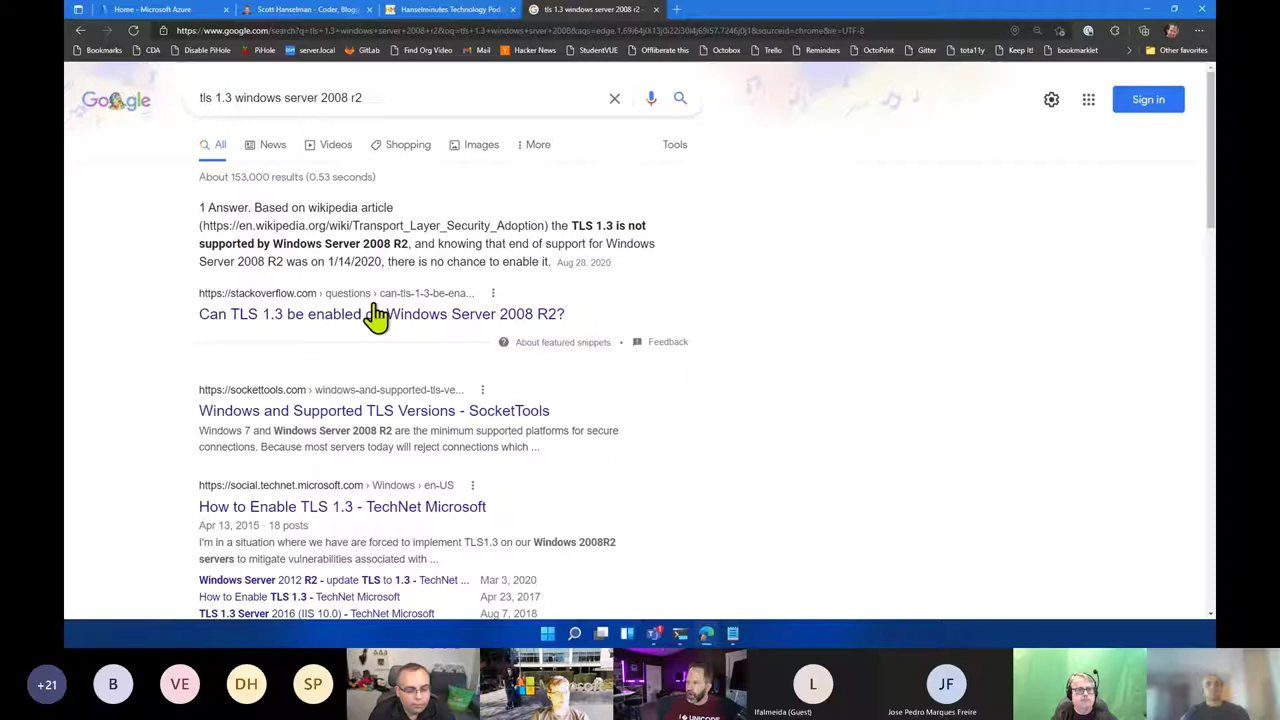 Home - Microsoft Azure
Scott Hanselman - Coder, Blogg
Hanselminutes Technology Pod
tls 1.3 windows server 2008 r2 -
Bookmarks
CDA
Disable PiHole
PiHole
server.local
GitLab
Find Org Video
Mail
Hacker News
StudentVUE
Offliberate this
Octobox
Trello
Reminders
OctoPrint
Gitter
tota11y
Keep It!
bookmarklet
Other favorites
Google
tls 1.3 windows server 2008 r2
Sign in
All
News
Videos
Shopping
Images
More
Tools
About 153,000 results (0.53 seconds)
1 Answer. Based on wikipedia article
(https://en.wikipedia.org/wiki/Transport_Layer_Security_Adoption) the TLS 1.3 is not
supported by Windows Server 2008 R2, and knowing that end of support for Windows
Server 2008 R2 was on 1/14/2020, there is no chance to enable it. Aug 28, 2020
https://stackoverflow.com › questions › can-tls-1-3-be-ena...
Can TLS 1.3 be enabled Windows Server 2008 R2?
About featured snippets • Feedback
https://sockettools.com › windows-and-supported-tls-ve...
Windows and Supported TLS Versions - SocketTools
Windows 7 and Windows Server 2008 R2 are the minimum supported platforms for secure
connections. Because most servers today will reject connections which ...
https://social.technet.microsoft.com › Windows › en-US
How to Enable TLS 1.3 - TechNet Microsoft
Apr 13, 2015 · 18 posts
I'm in a situation where we have are forced to implement TLS1.3 on our Windows 2008R2
servers to mitigate vulnerabilities associated with ...
Windows Server 2012 R2 - update TLS to 1.3 - TechNet ... Mar 3, 2020
How to Enable TLS 1.3 - TechNet Microsoft Apr 23, 2017
TLS 1.3 Server 2016 (IIS 10.0) - TechNet Microsoft Aug 7, 2018
+21
B
VE
DH
SP
Microsoft
UNICODE
L
lfalmeida (Guest)
JF
Jose Pedro Marques Freire